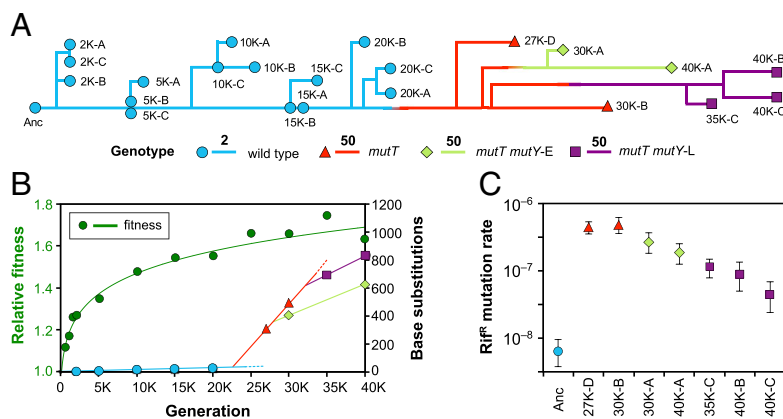 A
2K-A
2K-C
2K-B
5K-A
5K-B
5K-C
10K-A
10K-B
10K-C
15K-C
15K-A
15K-B
20K-B
20K-C
20K-A
27K-D
30K-A
40K-A
30K-B
40K-B
35K-C
40K-C
Anc
Genotype
2 wild type
50 mutT
50 mutT mutY-E
50 mutT mutY-L
B
fitness
Relative fitness
1.8
1.6
1.4
1.2
1.0
Base substitutions
1200
1000
800
600
400
200
0
0 5K 10K 15K 20K 25K 30K 35K 40K
Generation
C
Rifᴿ mutation rate
10⁻⁶
10⁻⁷
10⁻⁸
Anc 27K-D 30K-B 30K-A 40K-A 35K-C 40K-B 40K-C